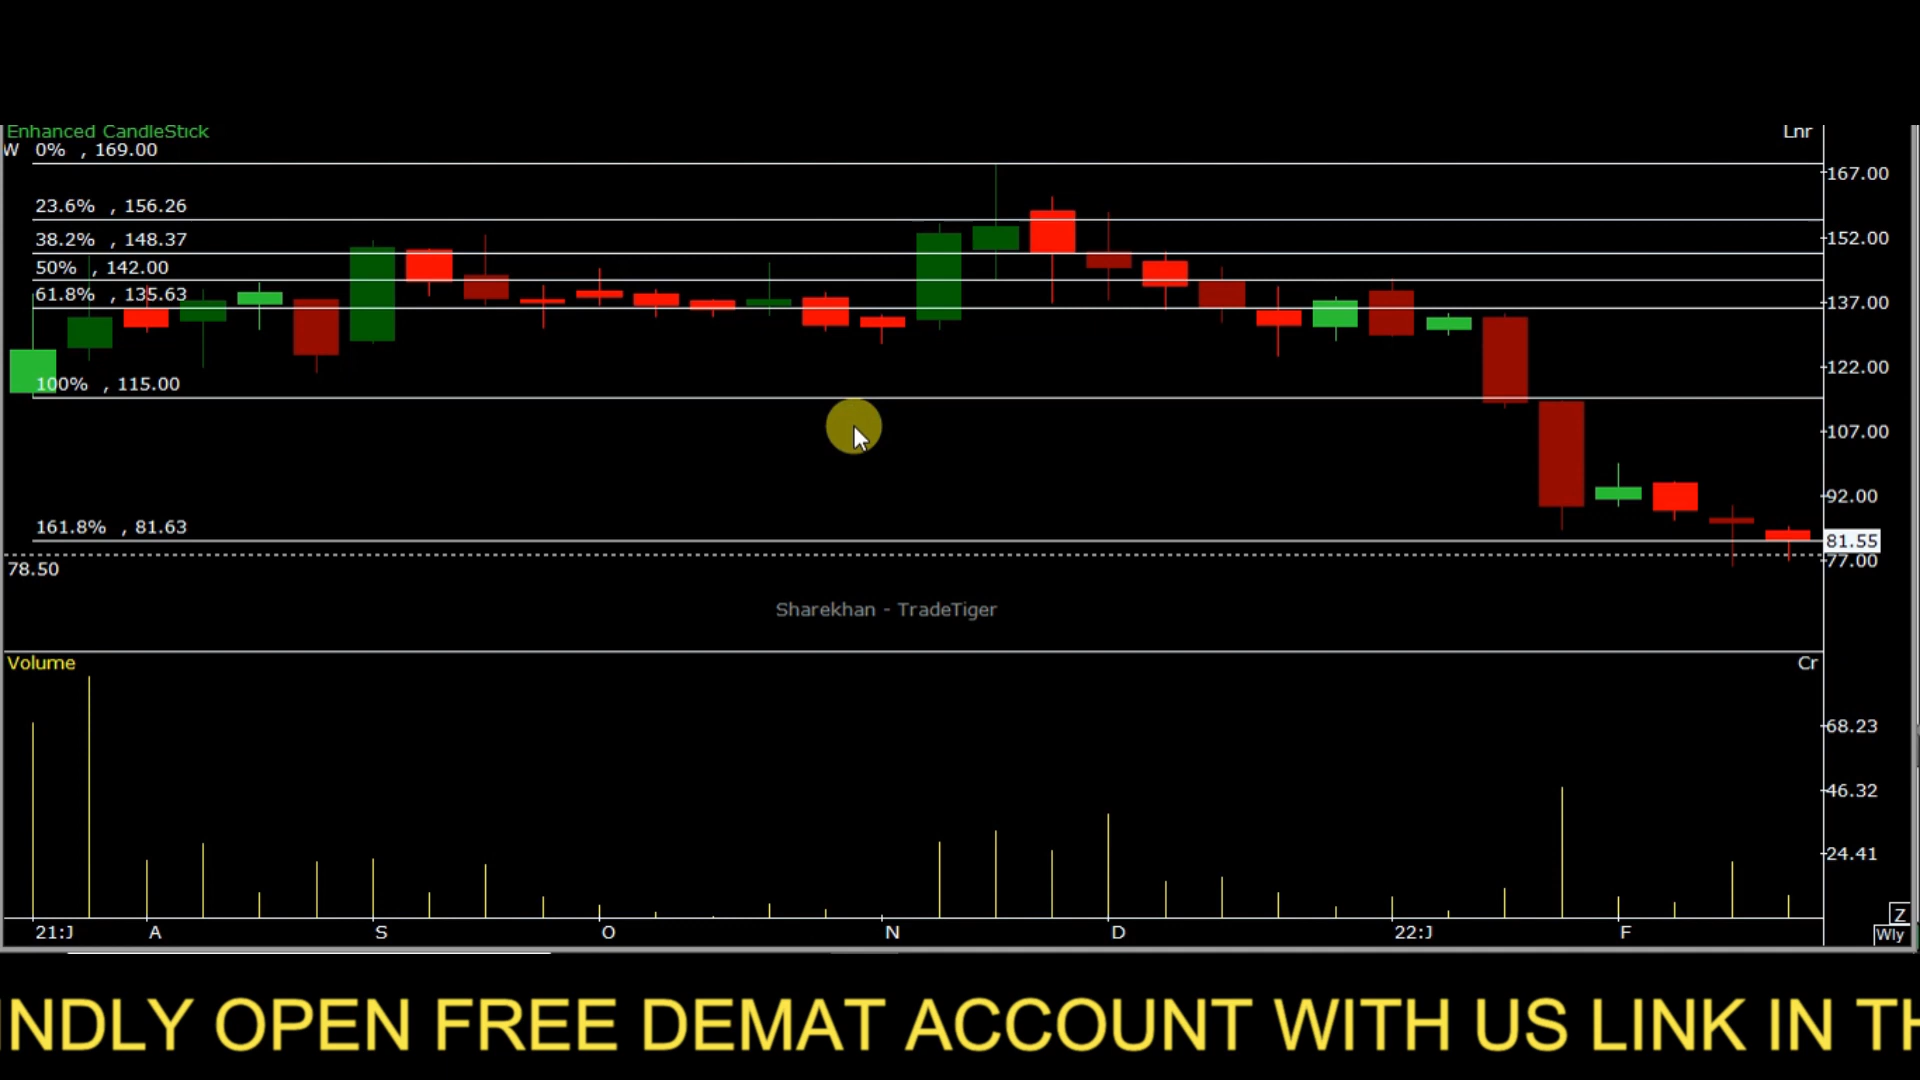 Enhanced CandleStick
Lnr
W 0% , 169.00
167.00
23.6% , 156.26
38.2% , 148.37
152.00
50% , 142.00
61.8% , 135.63
137.00
122.00
100% , 115.00
107.00
92.00
161.8% , 81.63
81.55
77.00
78.50
Sharekhan - TradeTiger
Volume
Cr
68.23
46.32
24.41
Z
21:J A S O N D 22:J F
Wly
INDLY OPEN FREE DEMAT ACCOUNT WITH US LINK IN TH